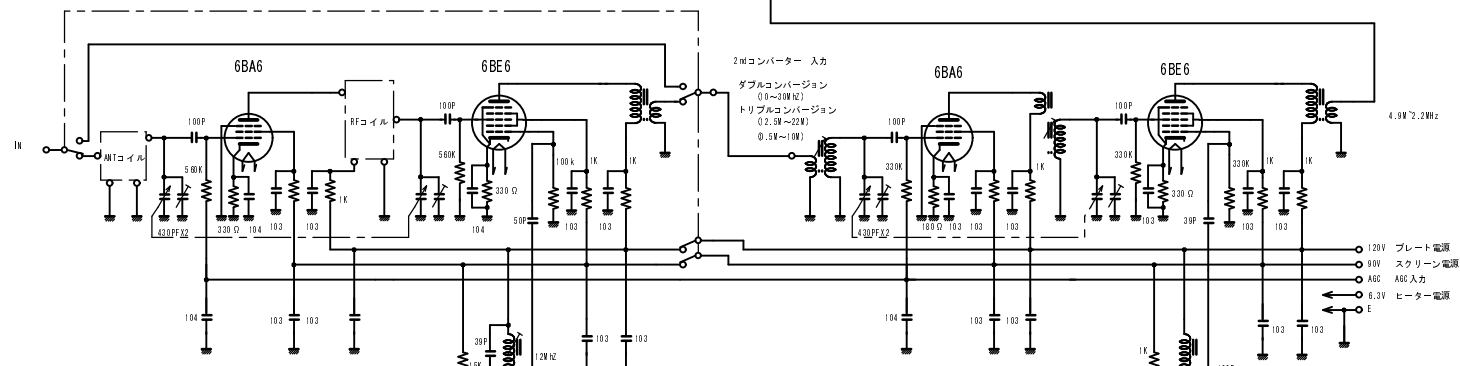 6BA6
6BE6
2ndコンバーター 入力
ダブルコンバージョン
(10～30MhZ)
トリプルコンバージョン
(12.5M～22M)
6BA6
6BE6
IN
ANTコイル
100P
RFコイル
100P
100P
100P
4.9M~2.2MHz
560K
560K
100k
1K
330K
1K
330K
330K
1K
1K
330Ω
330Ω
50P
39P
430PFX2
330Ω
104
103
103
104
103
103
430PFX2
180Ω
103
103
103
103
103
103
120V プレート電源
90V スクリーン電源
AGC AGC入力
6.3V ヒーター電源
E
104
103
103
103
103
104
103
103
103
103
39P
12MhZ
1K